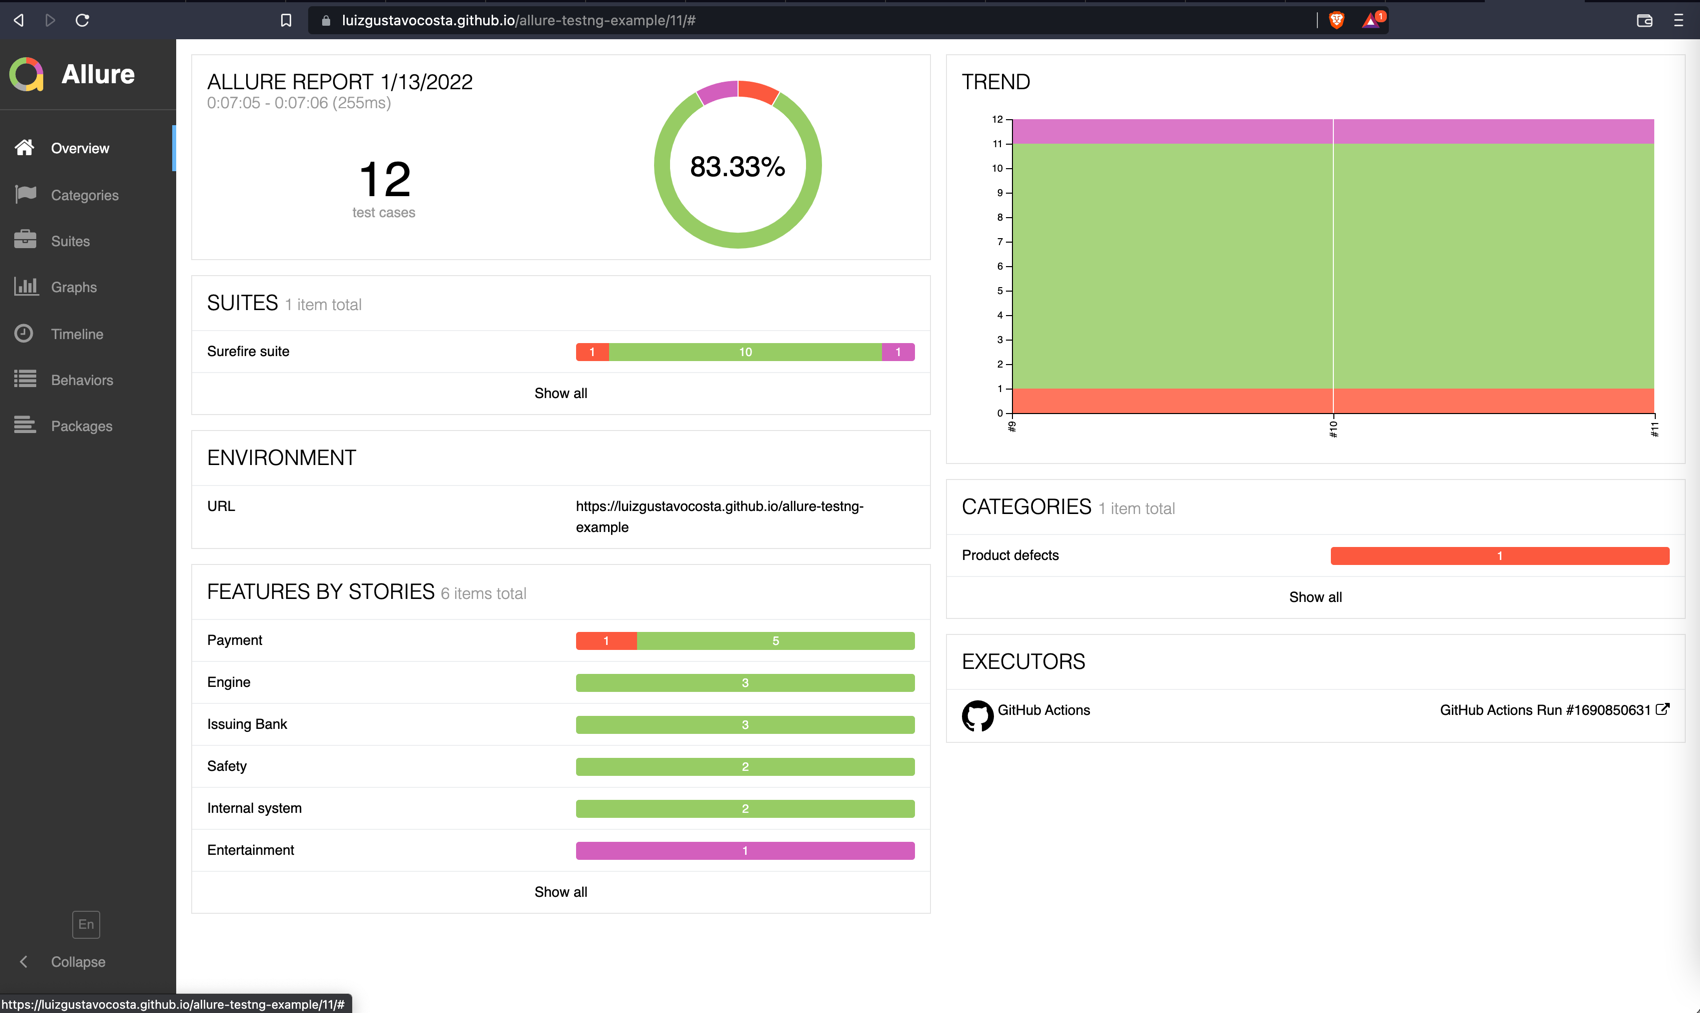 luizgustavocosta.github.io/allure-testng-example/11/#
1
Allure
Overview
Categories
Suites
Graphs
Timeline
Behaviors
Packages
En
Collapse
https://luizgustavocosta.github.io/allure-testng-example/11/#
ALLURE REPORT 1/13/2022
0:07:05 - 0:07:06 (255ms)
12
test cases
83.33%
SUITES 1 item total
Surefire suite 1 10 1
Show all
ENVIRONMENT
URL https://luizgustavocosta.github.io/allure-testng-
example
FEATURES BY STORIES 6 items total
Payment 1 5
Engine 3
Issuing Bank 3
Safety 2
Internal system 2
Entertainment 1
Show all
TREND
12
11
10
9
8
7
6
5
4
3
2
1
0
#9 #10 #11
CATEGORIES 1 item total
Product defects 1
Show all
EXECUTORS
GitHub Actions GitHub Actions Run #1690850631